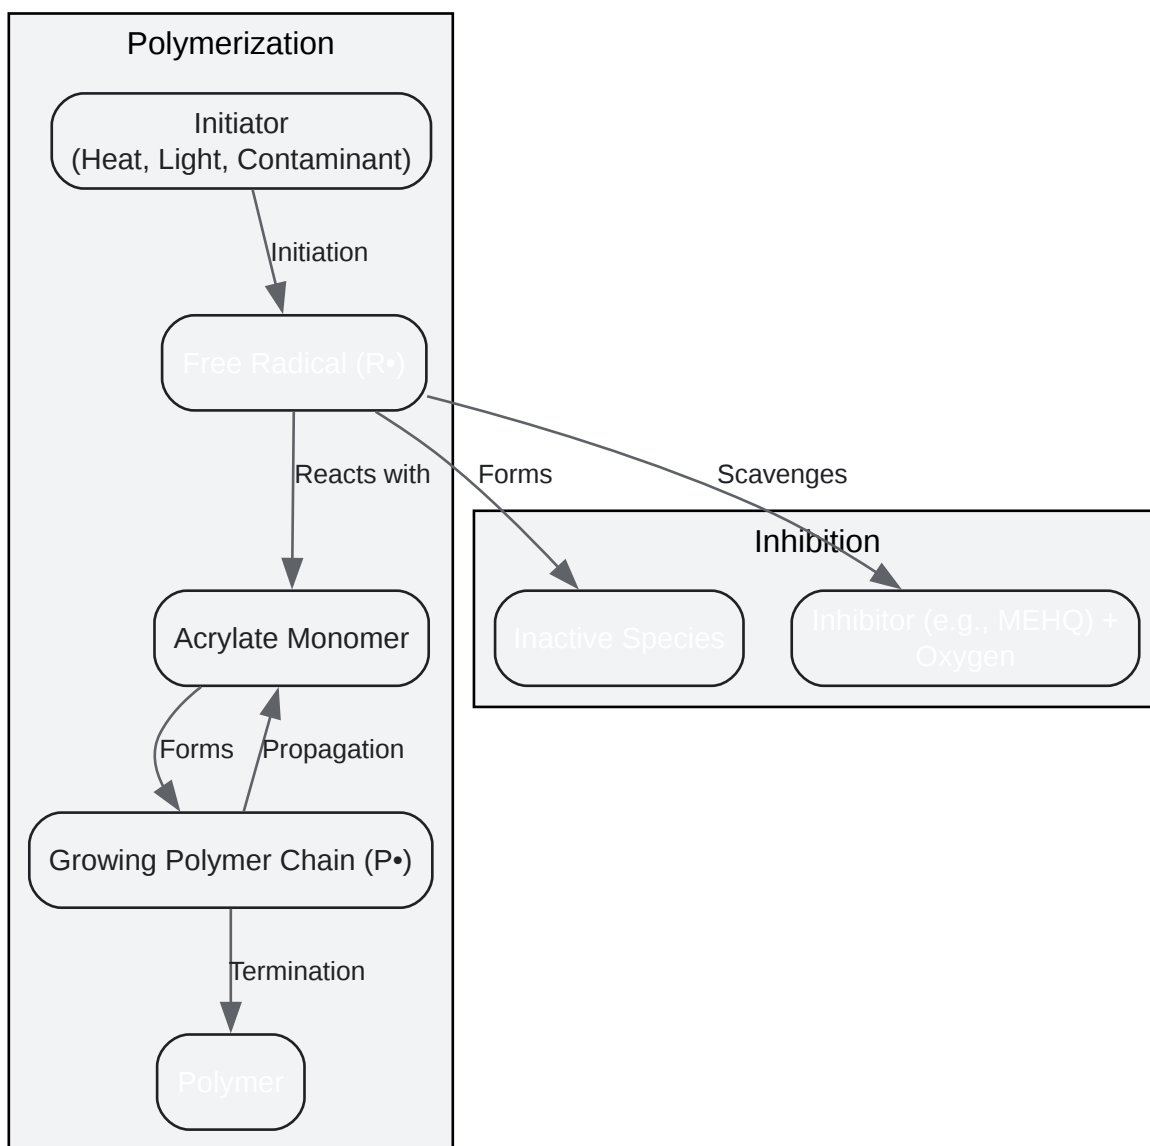 Polymerization
Initiator
(Heat, Light, Contaminant)
Initiation
Free Radical (R•)
Reacts with
Forms
Scavenges
Inhibition
Acrylate Monomer
Inactive Species
Inhibitor (e.g., MEHQ) +
Oxygen
Forms
Propagation
Growing Polymer Chain (P•)
Termination
Polymer